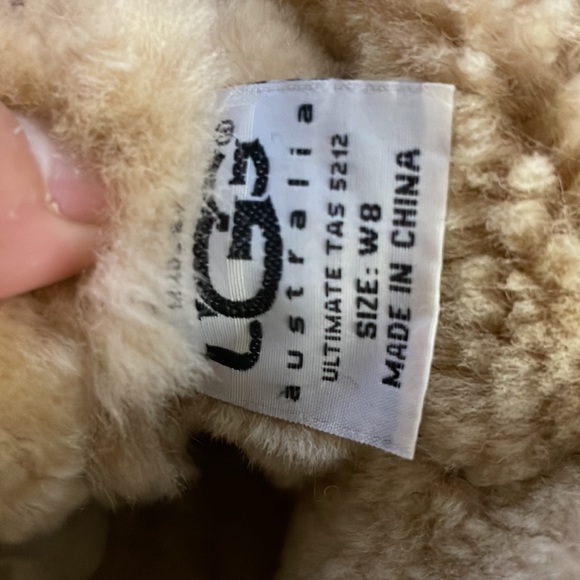 UGG®
australia
ULTIMATE TAS 5212
SIZE: W8
MADE IN CHINA